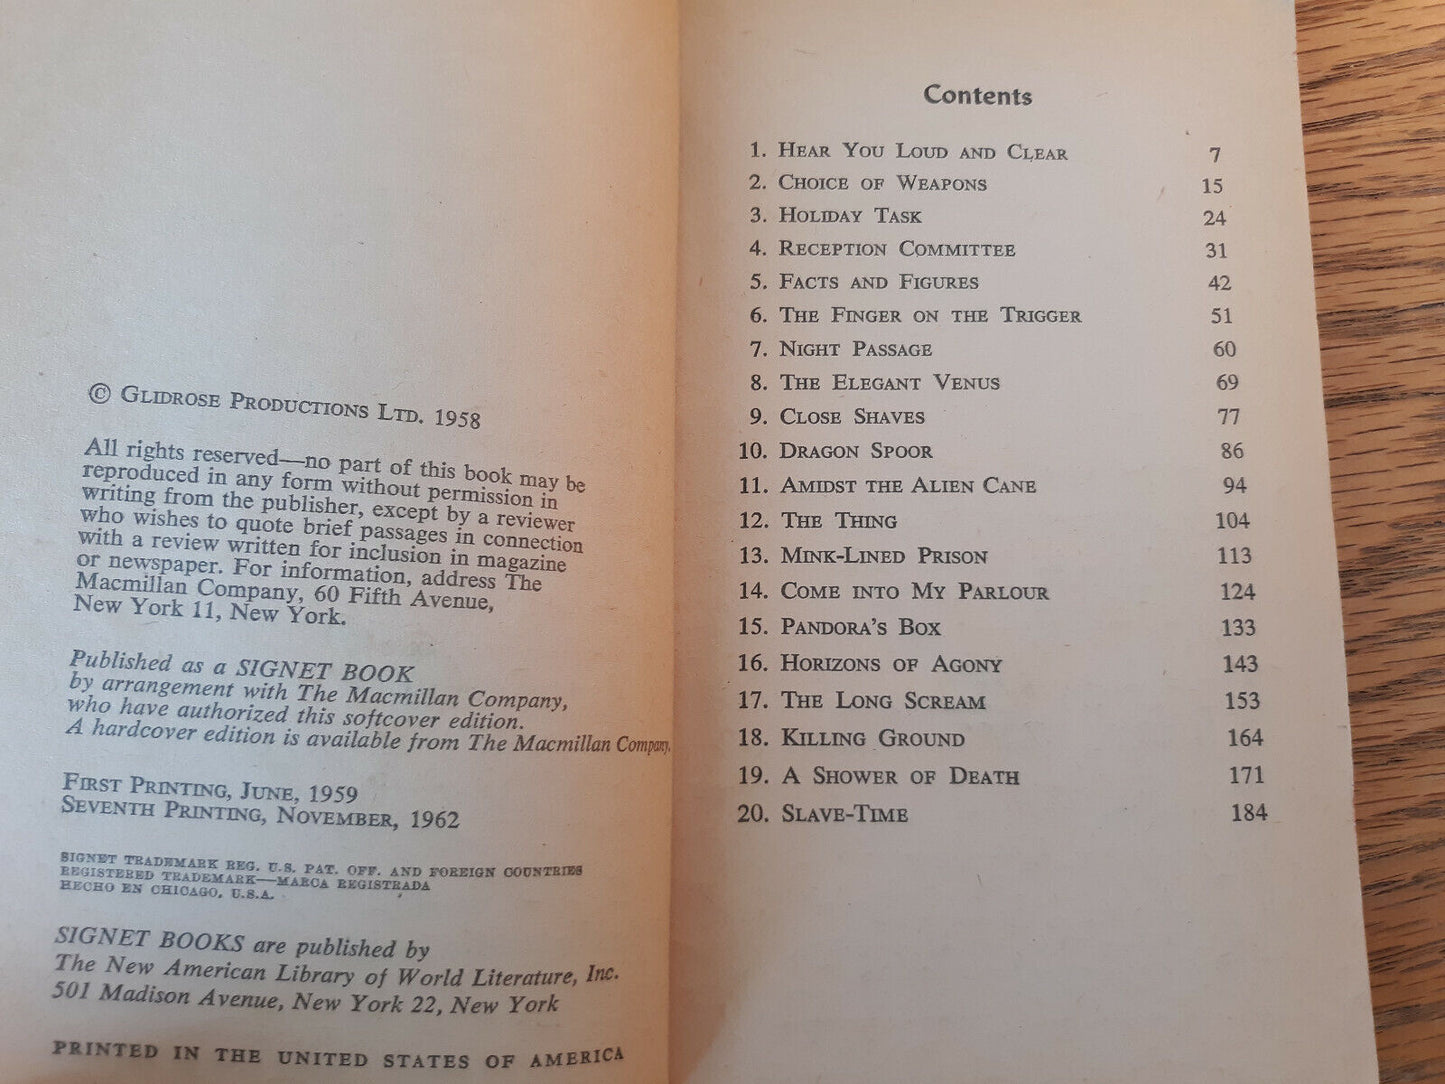 © Glidrose Productions Ltd. 1958
All rights reserved—no part of this book may be
reproduced in any form without permission in
writing from the publisher, except by a reviewer
who wishes to quote brief passages in connection
with a review written for inclusion in magazine
or newspaper. For information, address The
Macmillan Company, 60 Fifth Avenue,
New York 11, New York.
Published as a SIGNET BOOK
by arrangement with The Macmillan Company,
who have authorized this softcover edition.
A hardcover edition is available from The Macmillan Company.
First Printing, June, 1959
Seventh Printing, November, 1962
SIGNET TRADEMARK REG. U.S. PAT. OFF. AND FOREIGN COUNTRIES
REGISTERED TRADEMARK—MARCA REGISTRADA
HECHO EN CHICAGO, U.S.A.
SIGNET BOOKS are published by
The New American Library of World Literature, Inc.
501 Madison Avenue, New York 22, New York
PRINTED IN THE UNITED STATES OF AMERICA
Contents
1. Hear You Loud and Clear 7
2. Choice of Weapons 15
3. Holiday Task 24
4. Reception Committee 31
5. Facts and Figures 42
6. The Finger on the Trigger 51
7. Night Passage 60
8. The Elegant Venus 69
9. Close Shaves 77
10. Dragon Spoor 86
11. Amidst the Alien Cane 94
12. The Thing 104
13. Mink-Lined Prison 113
14. Come into My Parlour 124
15. Pandora's Box 133
16. Horizons of Agony 143
17. The Long Scream 153
18. Killing Ground 164
19. A Shower of Death 171
20. Slave-Time 184